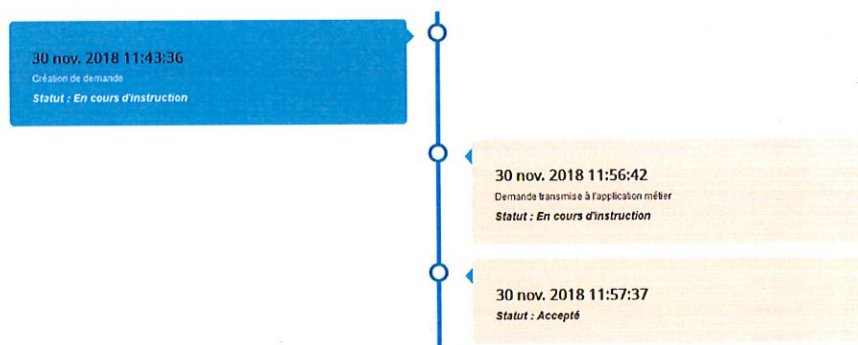 30 nov. 2018 11:43:36
Création de demande
Statut : En cours d'instruction
30 nov. 2018 11:56:42
Demande transmise à l'application métier
Statut : En cours d'instruction
30 nov. 2018 11:57:37
Statut : Accepté